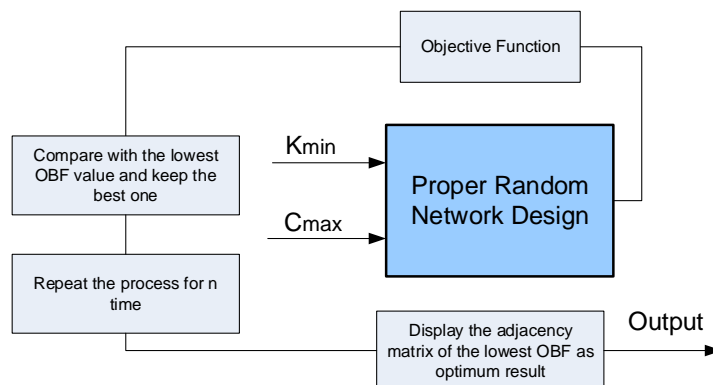 Objective Function
Compare with the lowest
OBF value and keep the
best one
Kmin
Cmax
Proper Random
Network Design
Repeat the process for n
time
Display the adjacency
matrix of the lowest OBF as
optimum result
Output